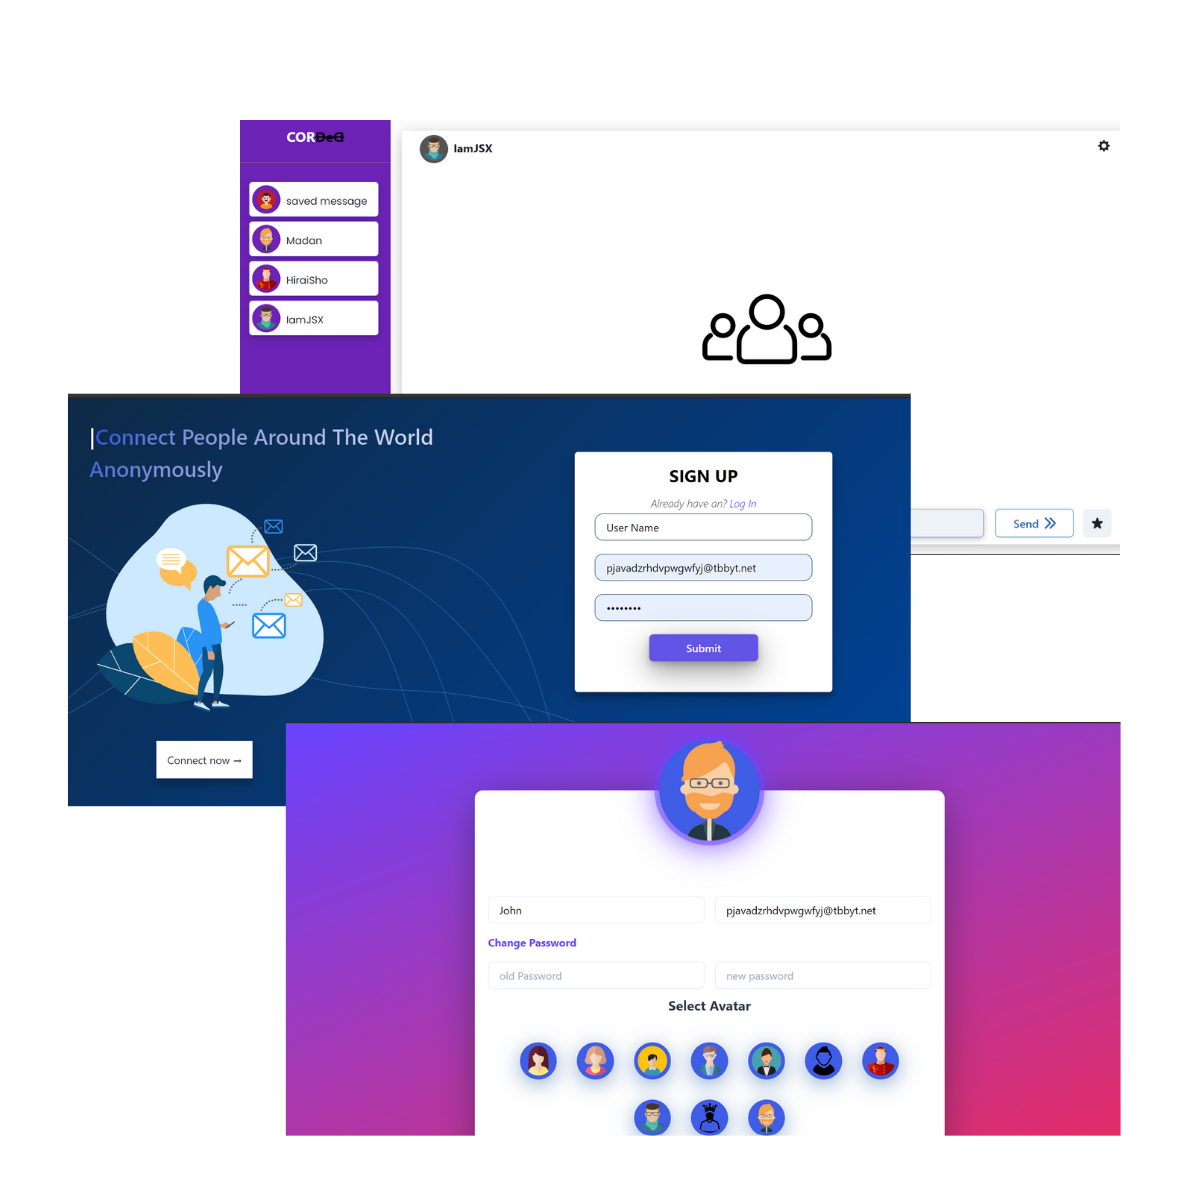 CORDeD
IamJSX
saved message
Madan
HiraiSho
IamJSX
Send
Connect People Around The World
Anonymously
Connect now →
SIGN UP
Already have an? Log In
User Name
pjavadzrhdvpwgwfyj@tbbyt.net
••••••••
Submit
John
pjavadzrhdvpwgwfyj@tbbyt.net
Change Password
old Password
new password
Select Avatar